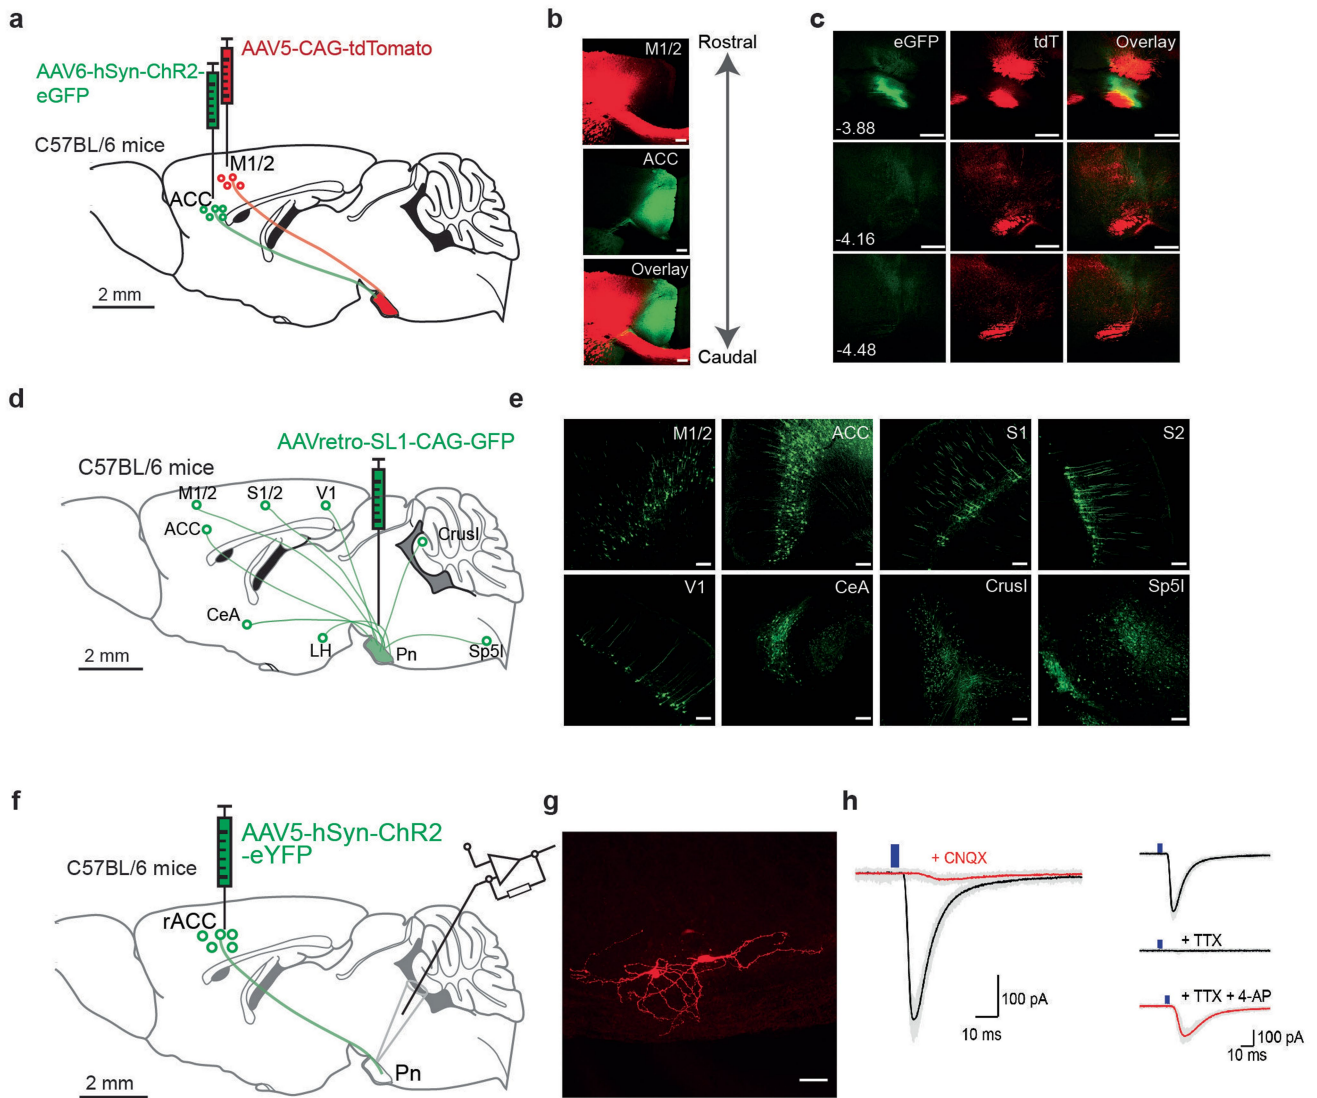 a
AAV5-CAG-tdTomato
AAV6-hSyn-ChR2-
eGFP
C57BL/6 mice
M1/2
ACC
2 mm
b
M1/2
ACC
Overlay
Rostral
Caudal
c
eGFP
tdT
Overlay
-3.88
-4.16
-4.48
d
AAVretro-SL1-CAG-GFP
C57BL/6 mice
M1/2
S1/2
V1
ACC
CrusI
CeA
LH
Pn
Sp5I
2 mm
e
M1/2
ACC
S1
S2
V1
CeA
CrusI
Sp5I
f
AAV5-hSyn-ChR2
-eYFP
C57BL/6 mice
rACC
Pn
2 mm
g
h
+ CNQX
100 pA
10 ms
+ TTX
+ TTX + 4-AP
100 pA
10 ms